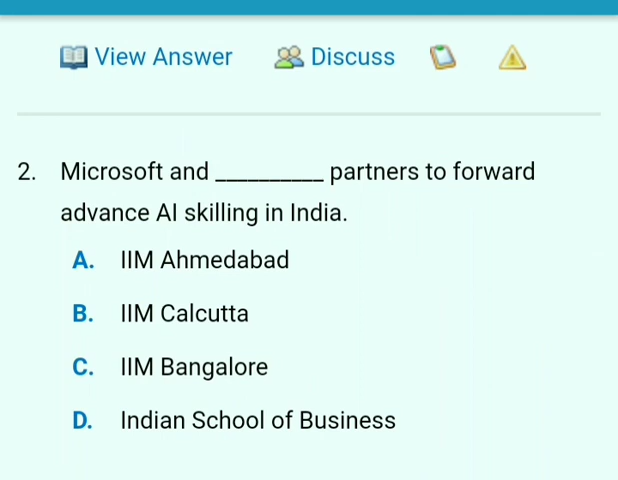 View Answer Discuss
2. Microsoft and __________ partners to forward
advance AI skilling in India.
A. IIM Ahmedabad
B. IIM Calcutta
C. IIM Bangalore
D. Indian School of Business